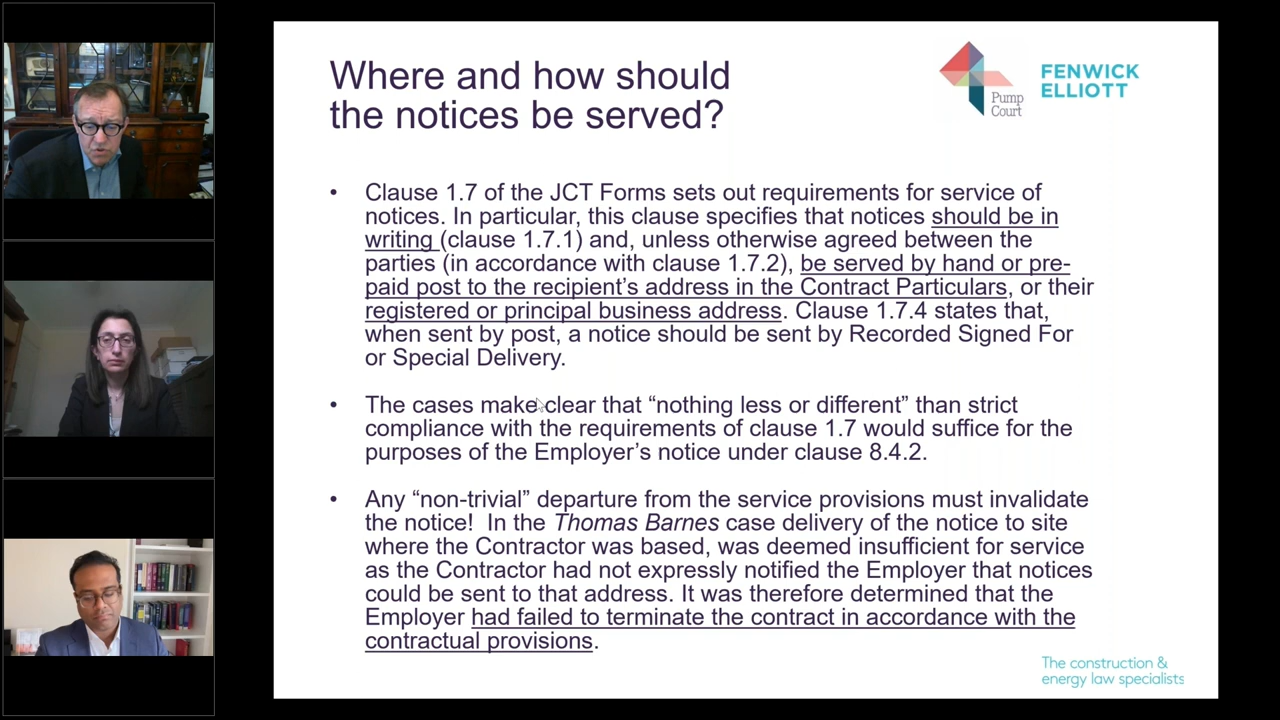 Where and how should
the notices be served?
Pump
Court
FENWICK
ELLIOTT
• Clause 1.7 of the JCT Forms sets out requirements for service of
notices. In particular, this clause specifies that notices should be in
writing (clause 1.7.1) and, unless otherwise agreed between the
parties (in accordance with clause 1.7.2), be served by hand or pre-
paid post to the recipient’s address in the Contract Particulars, or their
registered or principal business address. Clause 1.7.4 states that,
when sent by post, a notice should be sent by Recorded Signed For
or Special Delivery.
• The cases make clear that “nothing less or different” than strict
compliance with the requirements of clause 1.7 would suffice for the
purposes of the Employer’s notice under clause 8.4.2.
• Any “non-trivial” departure from the service provisions must invalidate
the notice! In the Thomas Barnes case delivery of the notice to site
where the Contractor was based, was deemed insufficient for service
as the Contractor had not expressly notified the Employer that notices
could be sent to that address. It was therefore determined that the
Employer had failed to terminate the contract in accordance with the
contractual provisions.
The construction &
energy law specialists